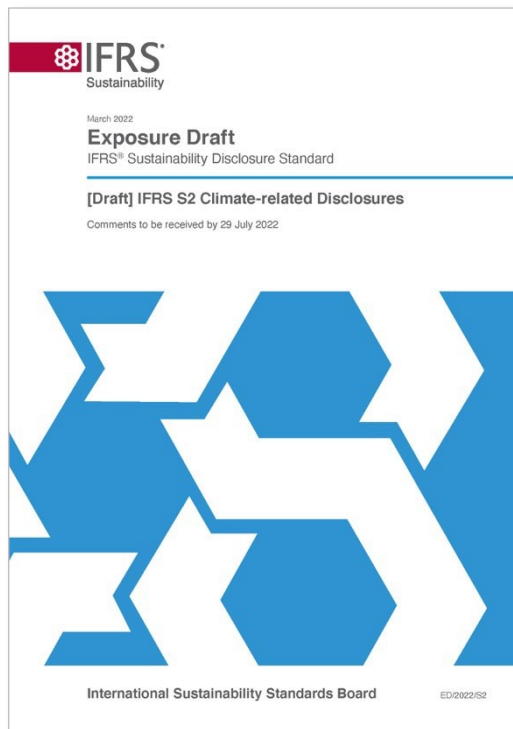 IFRS®
Sustainability
March 2022
Exposure Draft
IFRS® Sustainability Disclosure Standard
[Draft] IFRS S2 Climate-related Disclosures
Comments to be received by 29 July 2022
International Sustainability Standards Board
ED/2022/S2